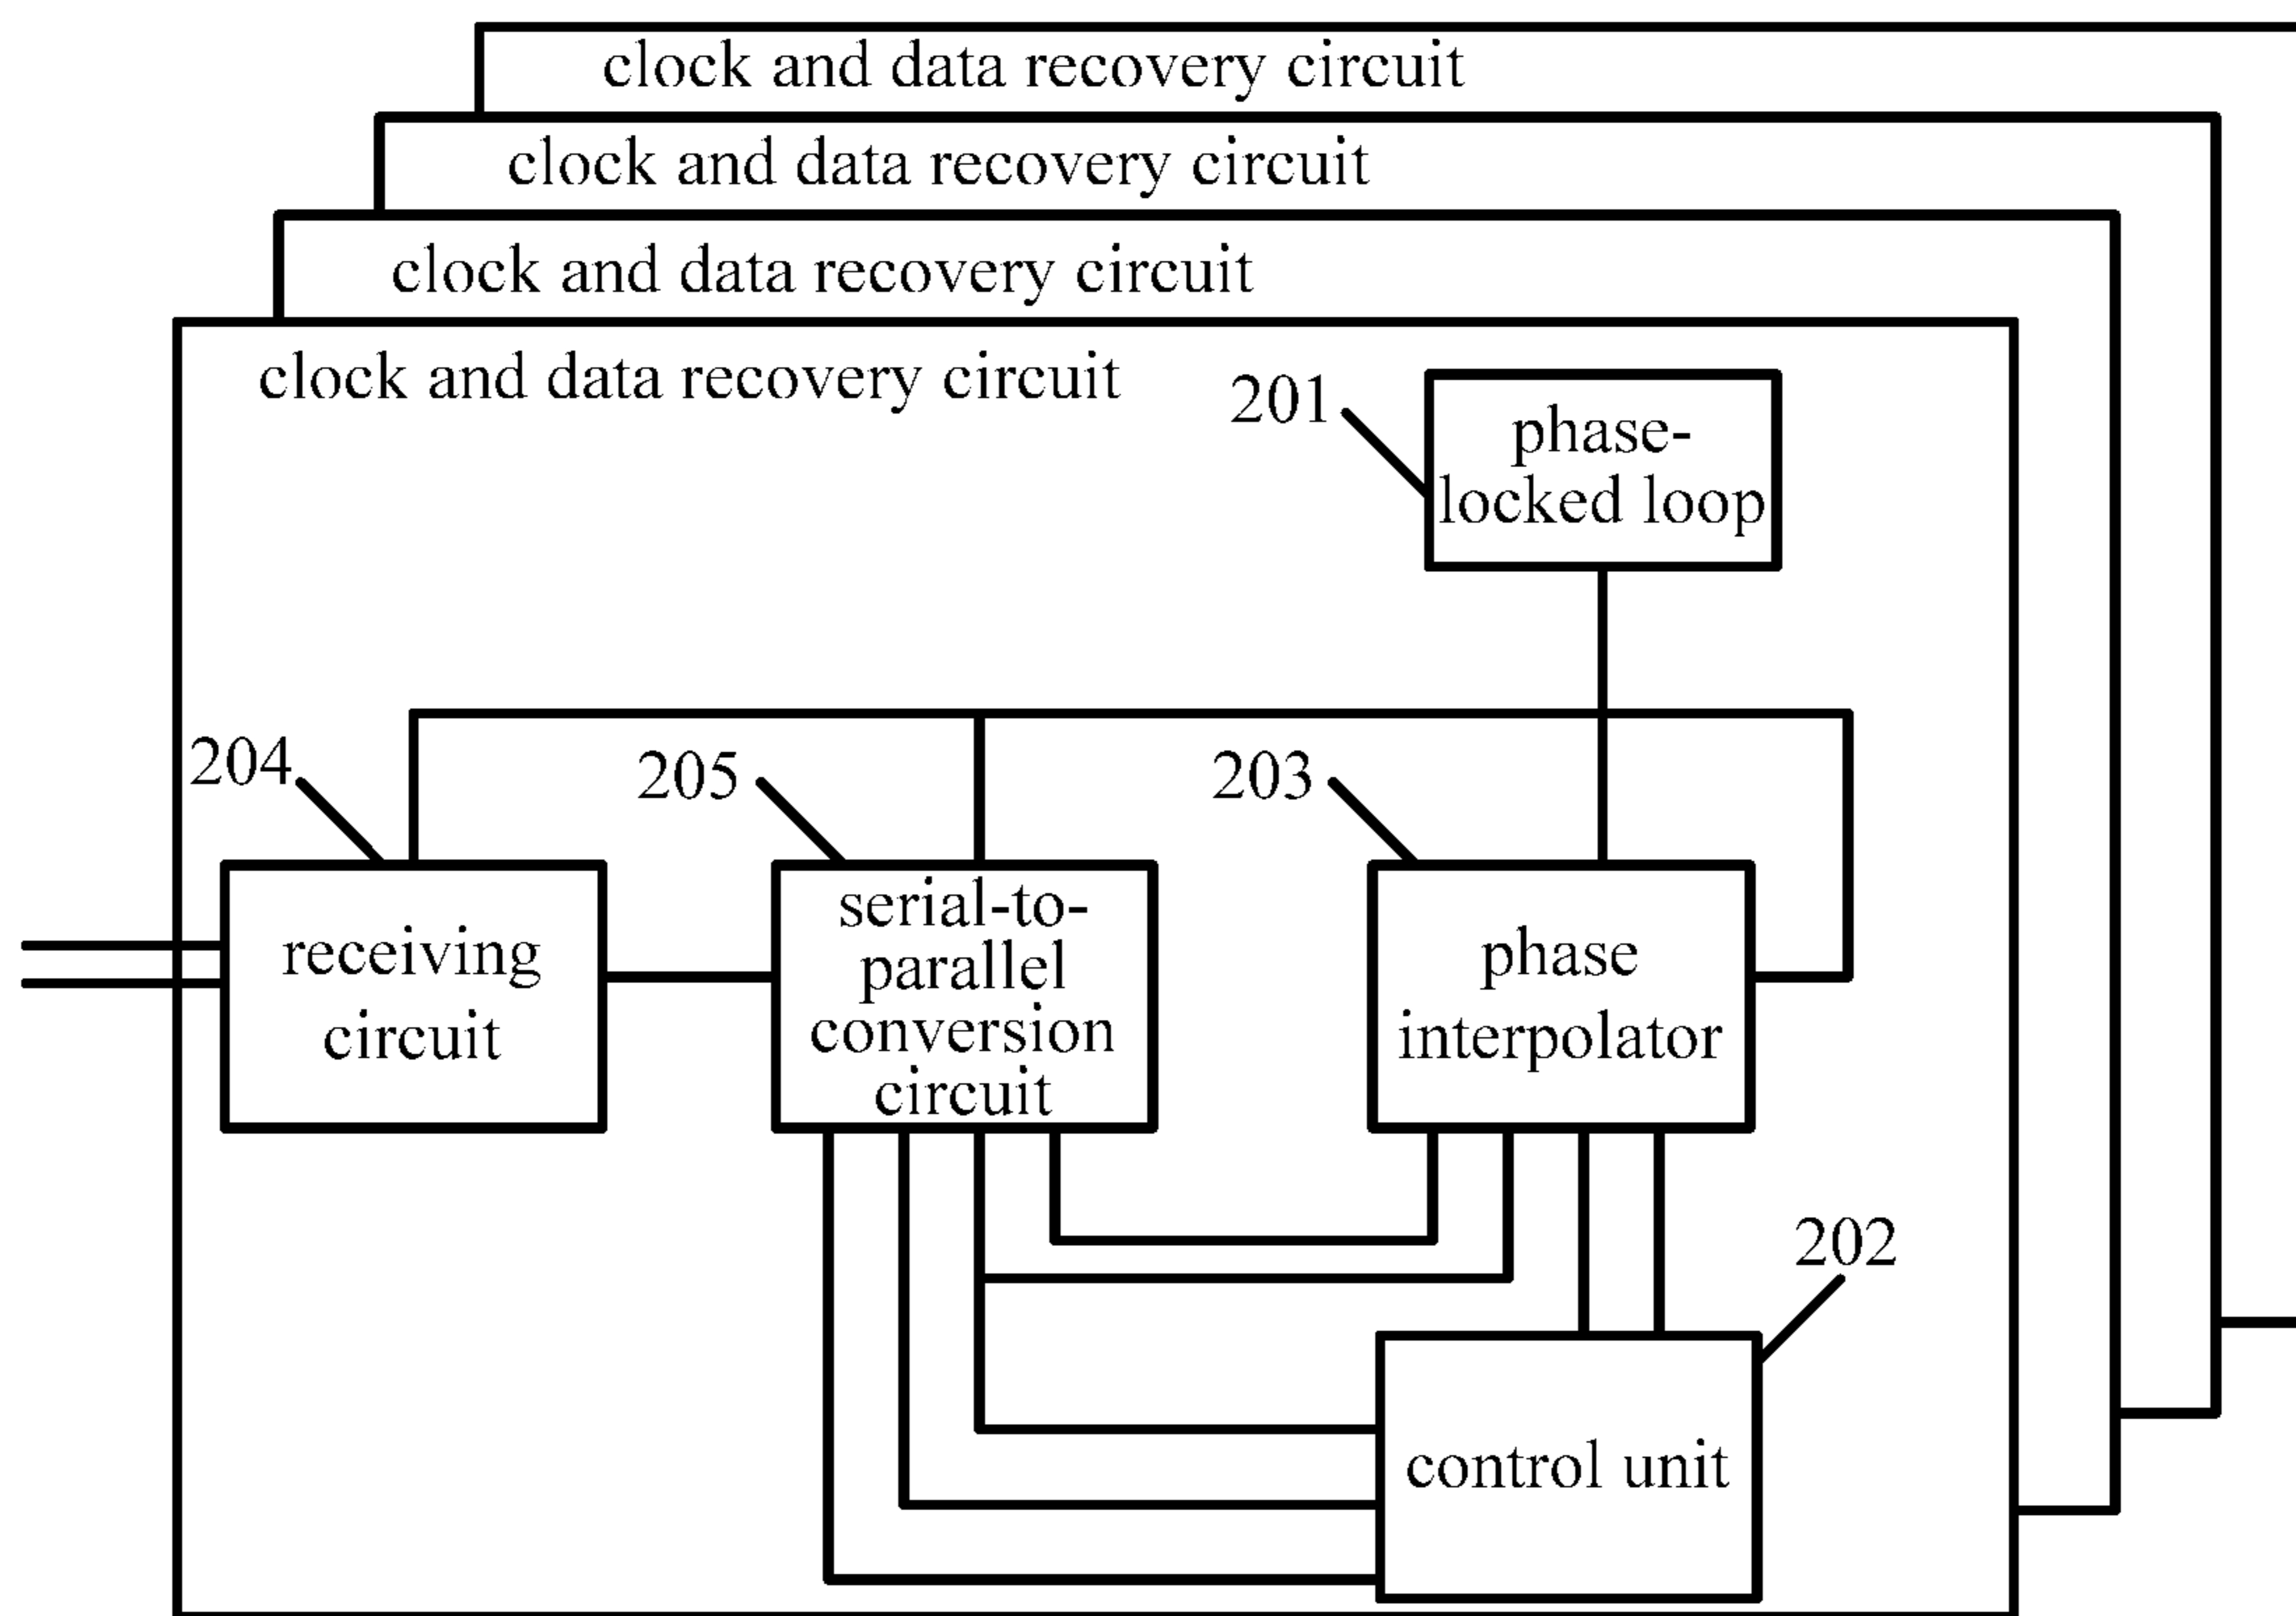 clock and data recovery circuit
clock and data recovery circuit
clock and data recovery circuit
clock and data recovery circuit
201
phase-
locked loop
204
205
203
receiving
circuit
serial-to-
parallel
conversion
circuit
phase
interpolator
202
control unit